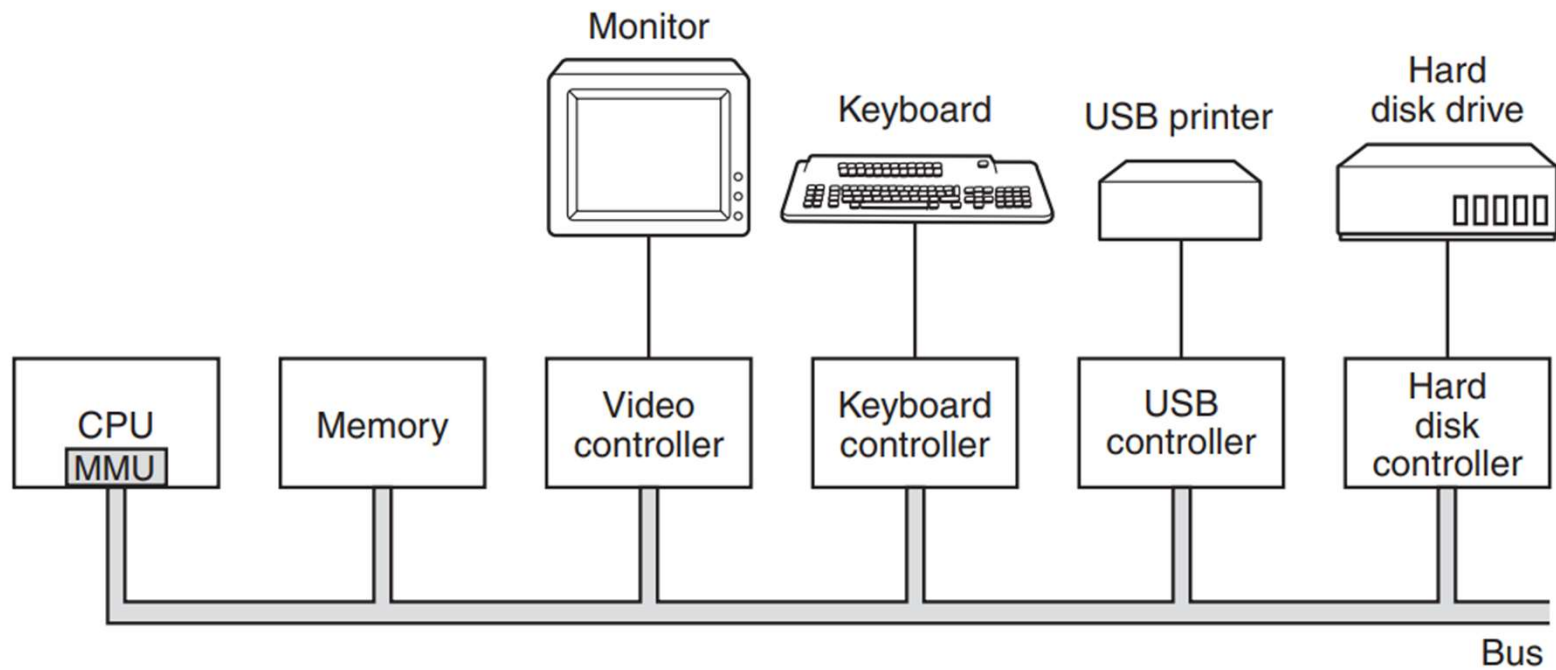 Monitor
Keyboard
USB printer
Hard
disk drive
CPU
MMU
Memory
Video
controller
Keyboard
controller
USB
controller
Hard
disk
controller
Bus